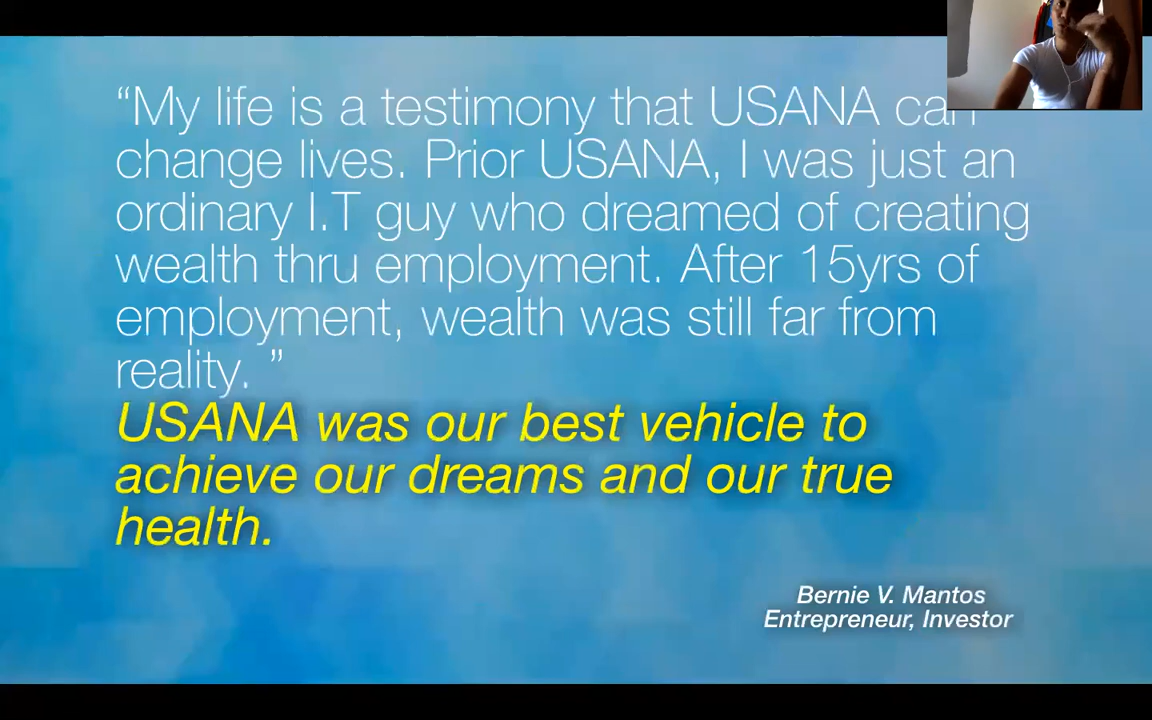 “My life is a testimony that USANA can
change lives. Prior USANA, I was just an
ordinary I.T guy who dreamed of creating
wealth thru employment. After 15yrs of
employment, wealth was still far from
reality. ”
USANA was our best vehicle to
achieve our dreams and our true
health.
Bernie V. Mantos
Entrepreneur, Investor